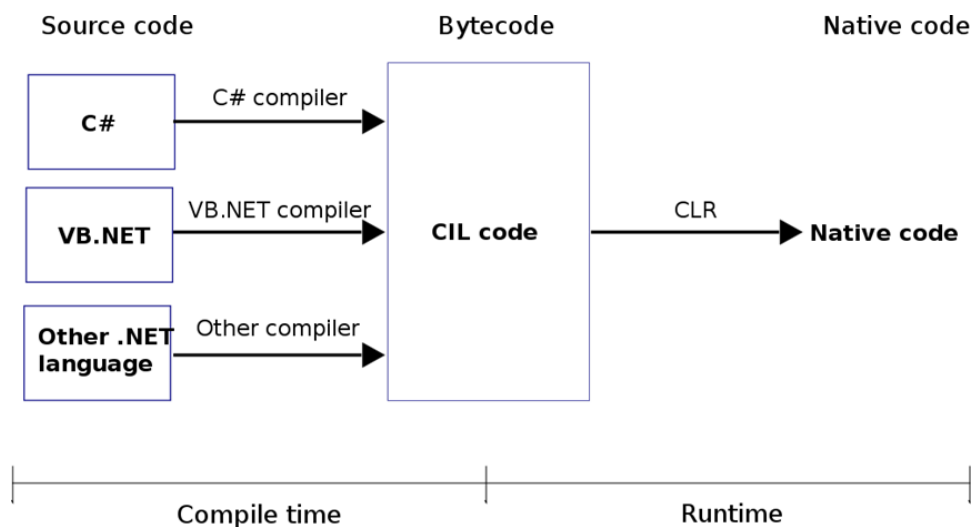 Source code
Bytecode
Native code
C#
C# compiler
VB.NET
VB.NET compiler
CIL code
CLR
Native code
Other .NET
language
Other compiler
Compile time
Runtime